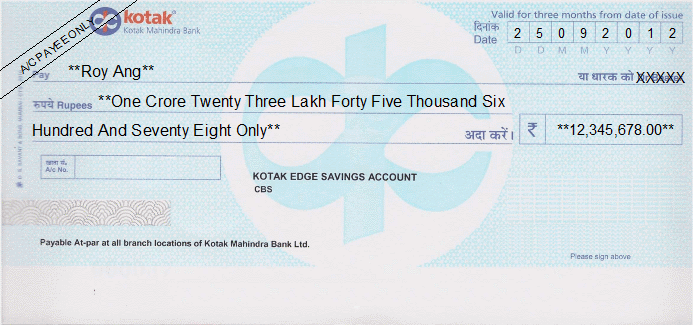 A/C PAYEE ONLY
kotak
Kotak Mahindra Bank
Valid for three months from date of issue
दिनांक
Date
2 5 0 9 2 0 1 2
D D M M Y Y Y Y
Pay **Roy Ang** या धारक को XXXXX
रुपये Rupees **One Crore Twenty Three Lakh Forty Five Thousand Six
Hundred And Seventy Eight Only** अदा करें। ₹ **12,345,678.00**
खाता सं.
A/c No.
KOTAK EDGE SAVINGS ACCOUNT
CBS
Payable At-par at all branch locations of Kotak Mahindra Bank Ltd.
Please sign above